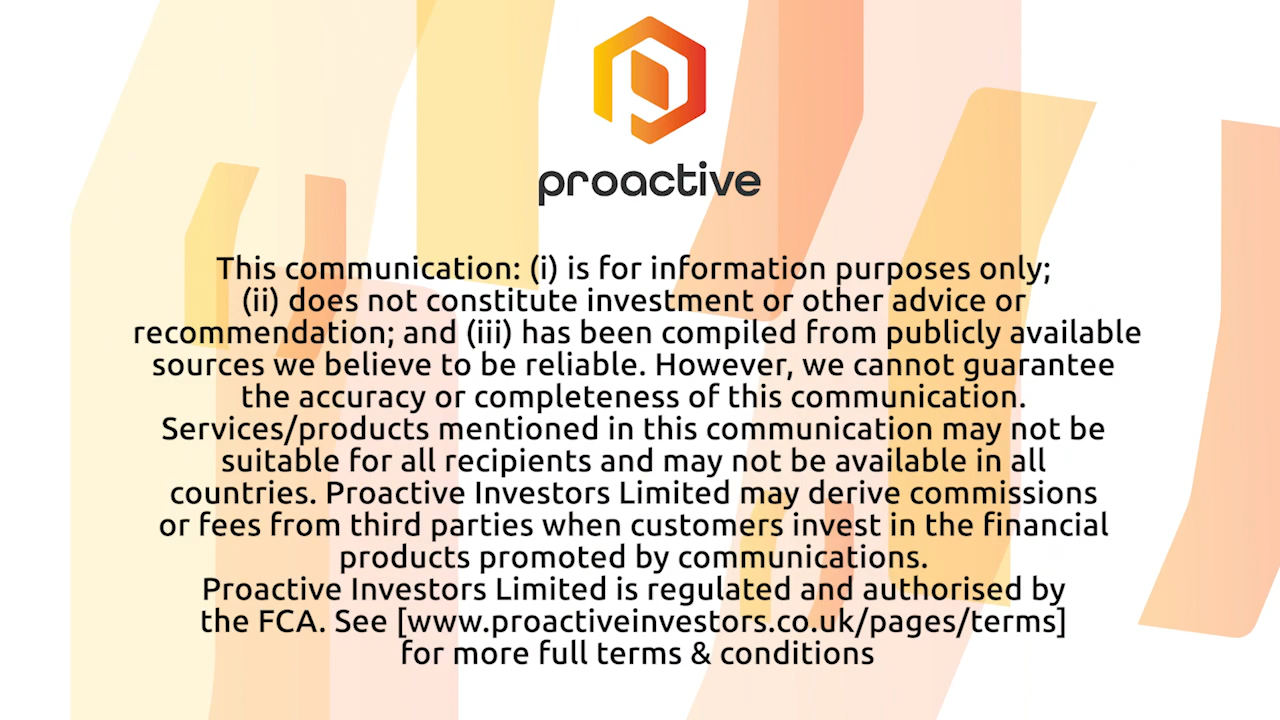 proactive
This communication: (i) is for information purposes only;
(ii) does not constitute investment or other advice or
recommendation; and (iii) has been compiled from publicly available
sources we believe to be reliable. However, we cannot guarantee
the accuracy or completeness of this communication.
Services/products mentioned in this communication may not be
suitable for all recipients and may not be available in all
countries. Proactive Investors Limited may derive commissions
or fees from third parties when customers invest in the financial
products promoted by communications.
Proactive Investors Limited is regulated and authorised by
the FCA. See [www.proactiveinvestors.co.uk/pages/terms]
for more full terms & conditions